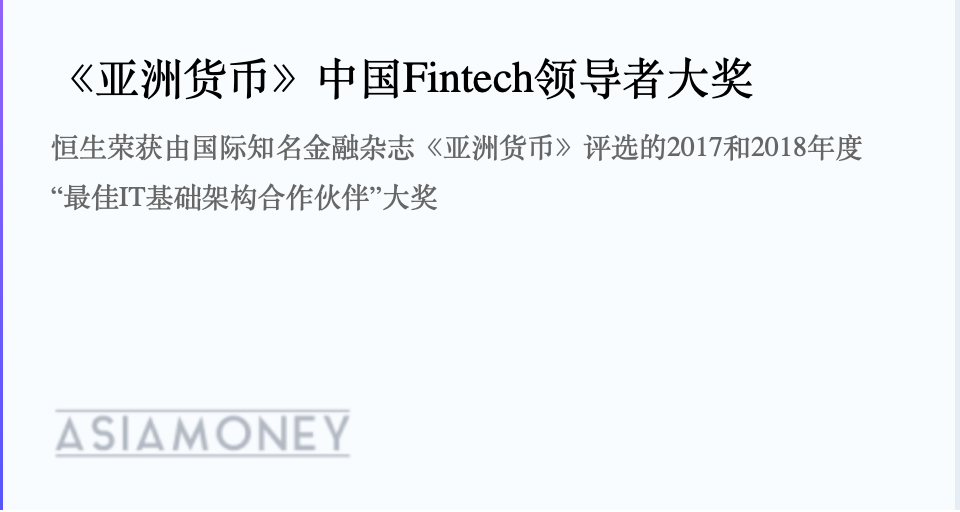 《亚洲货币》中国Fintech领导者大奖
恒生荣获由国际知名金融杂志《亚洲货币》评选的2017和2018年度
“最佳IT基础架构合作伙伴”大奖
ASIAMONEY